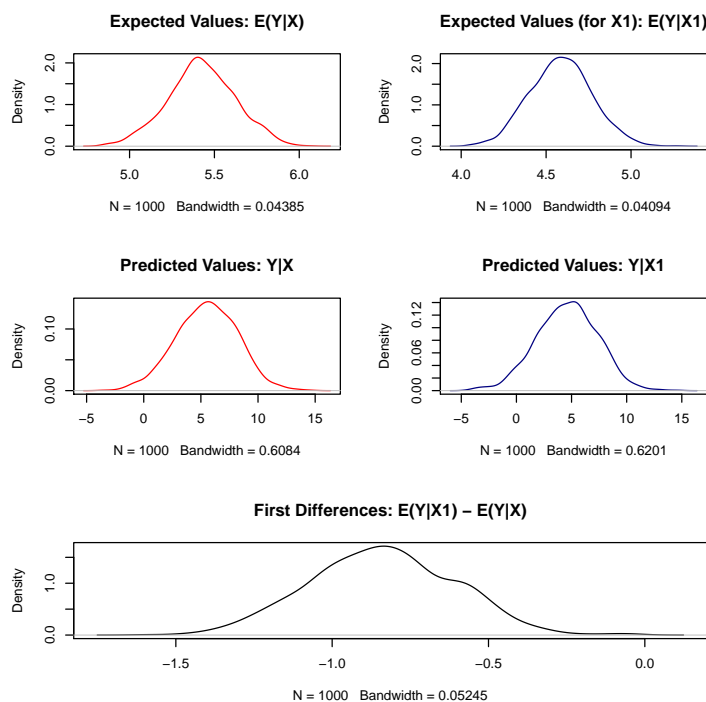 Expected Values: E(Y|X)
Density
0.0 1.0 2.0
5.0 5.5 6.0
N = 1000 Bandwidth = 0.04385
Expected Values (for X1): E(Y|X1)
Density
0.0 1.0 2.0
4.0 4.5 5.0
N = 1000 Bandwidth = 0.04094
Predicted Values: Y|X
Density
0.00 0.10
−5 0 5 10 15
N = 1000 Bandwidth = 0.6084
Predicted Values: Y|X1
Density
0.00 0.06 0.12
−5 0 5 10 15
N = 1000 Bandwidth = 0.6201
First Differences: E(Y|X1) − E(Y|X)
Density
0.0 1.0
−1.5 −1.0 −0.5 0.0
N = 1000 Bandwidth = 0.05245